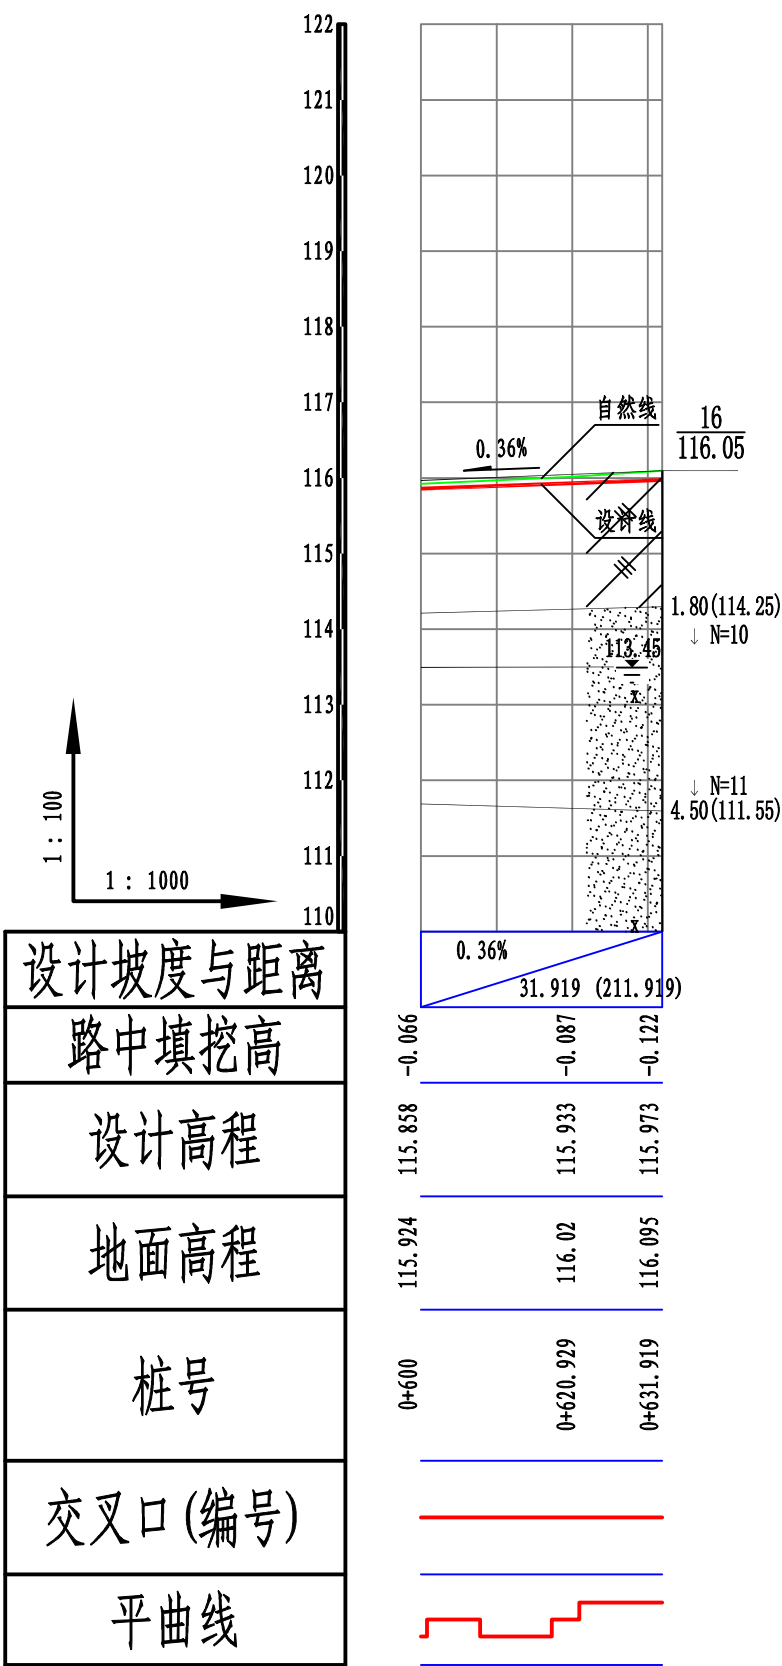 122
121
120
119
118
117
自然线
16
116.05
0.36%
116
设计线
115
1.80(114.25)
114
↓ N=10
113.45
113
x
112
↓ N=11
4.50(111.55)
1 : 100
111
1 : 1000
110
x
设计坡度与距离
0.36%
31.919 (211.919)
路中填挖高
-0.066
-0.087
-0.122
设计高程
115.858
115.933
115.973
地面高程
115.924
116.02
116.095
桩号
0+600
0+620.929
0+631.919
交叉口(编号)
平曲线